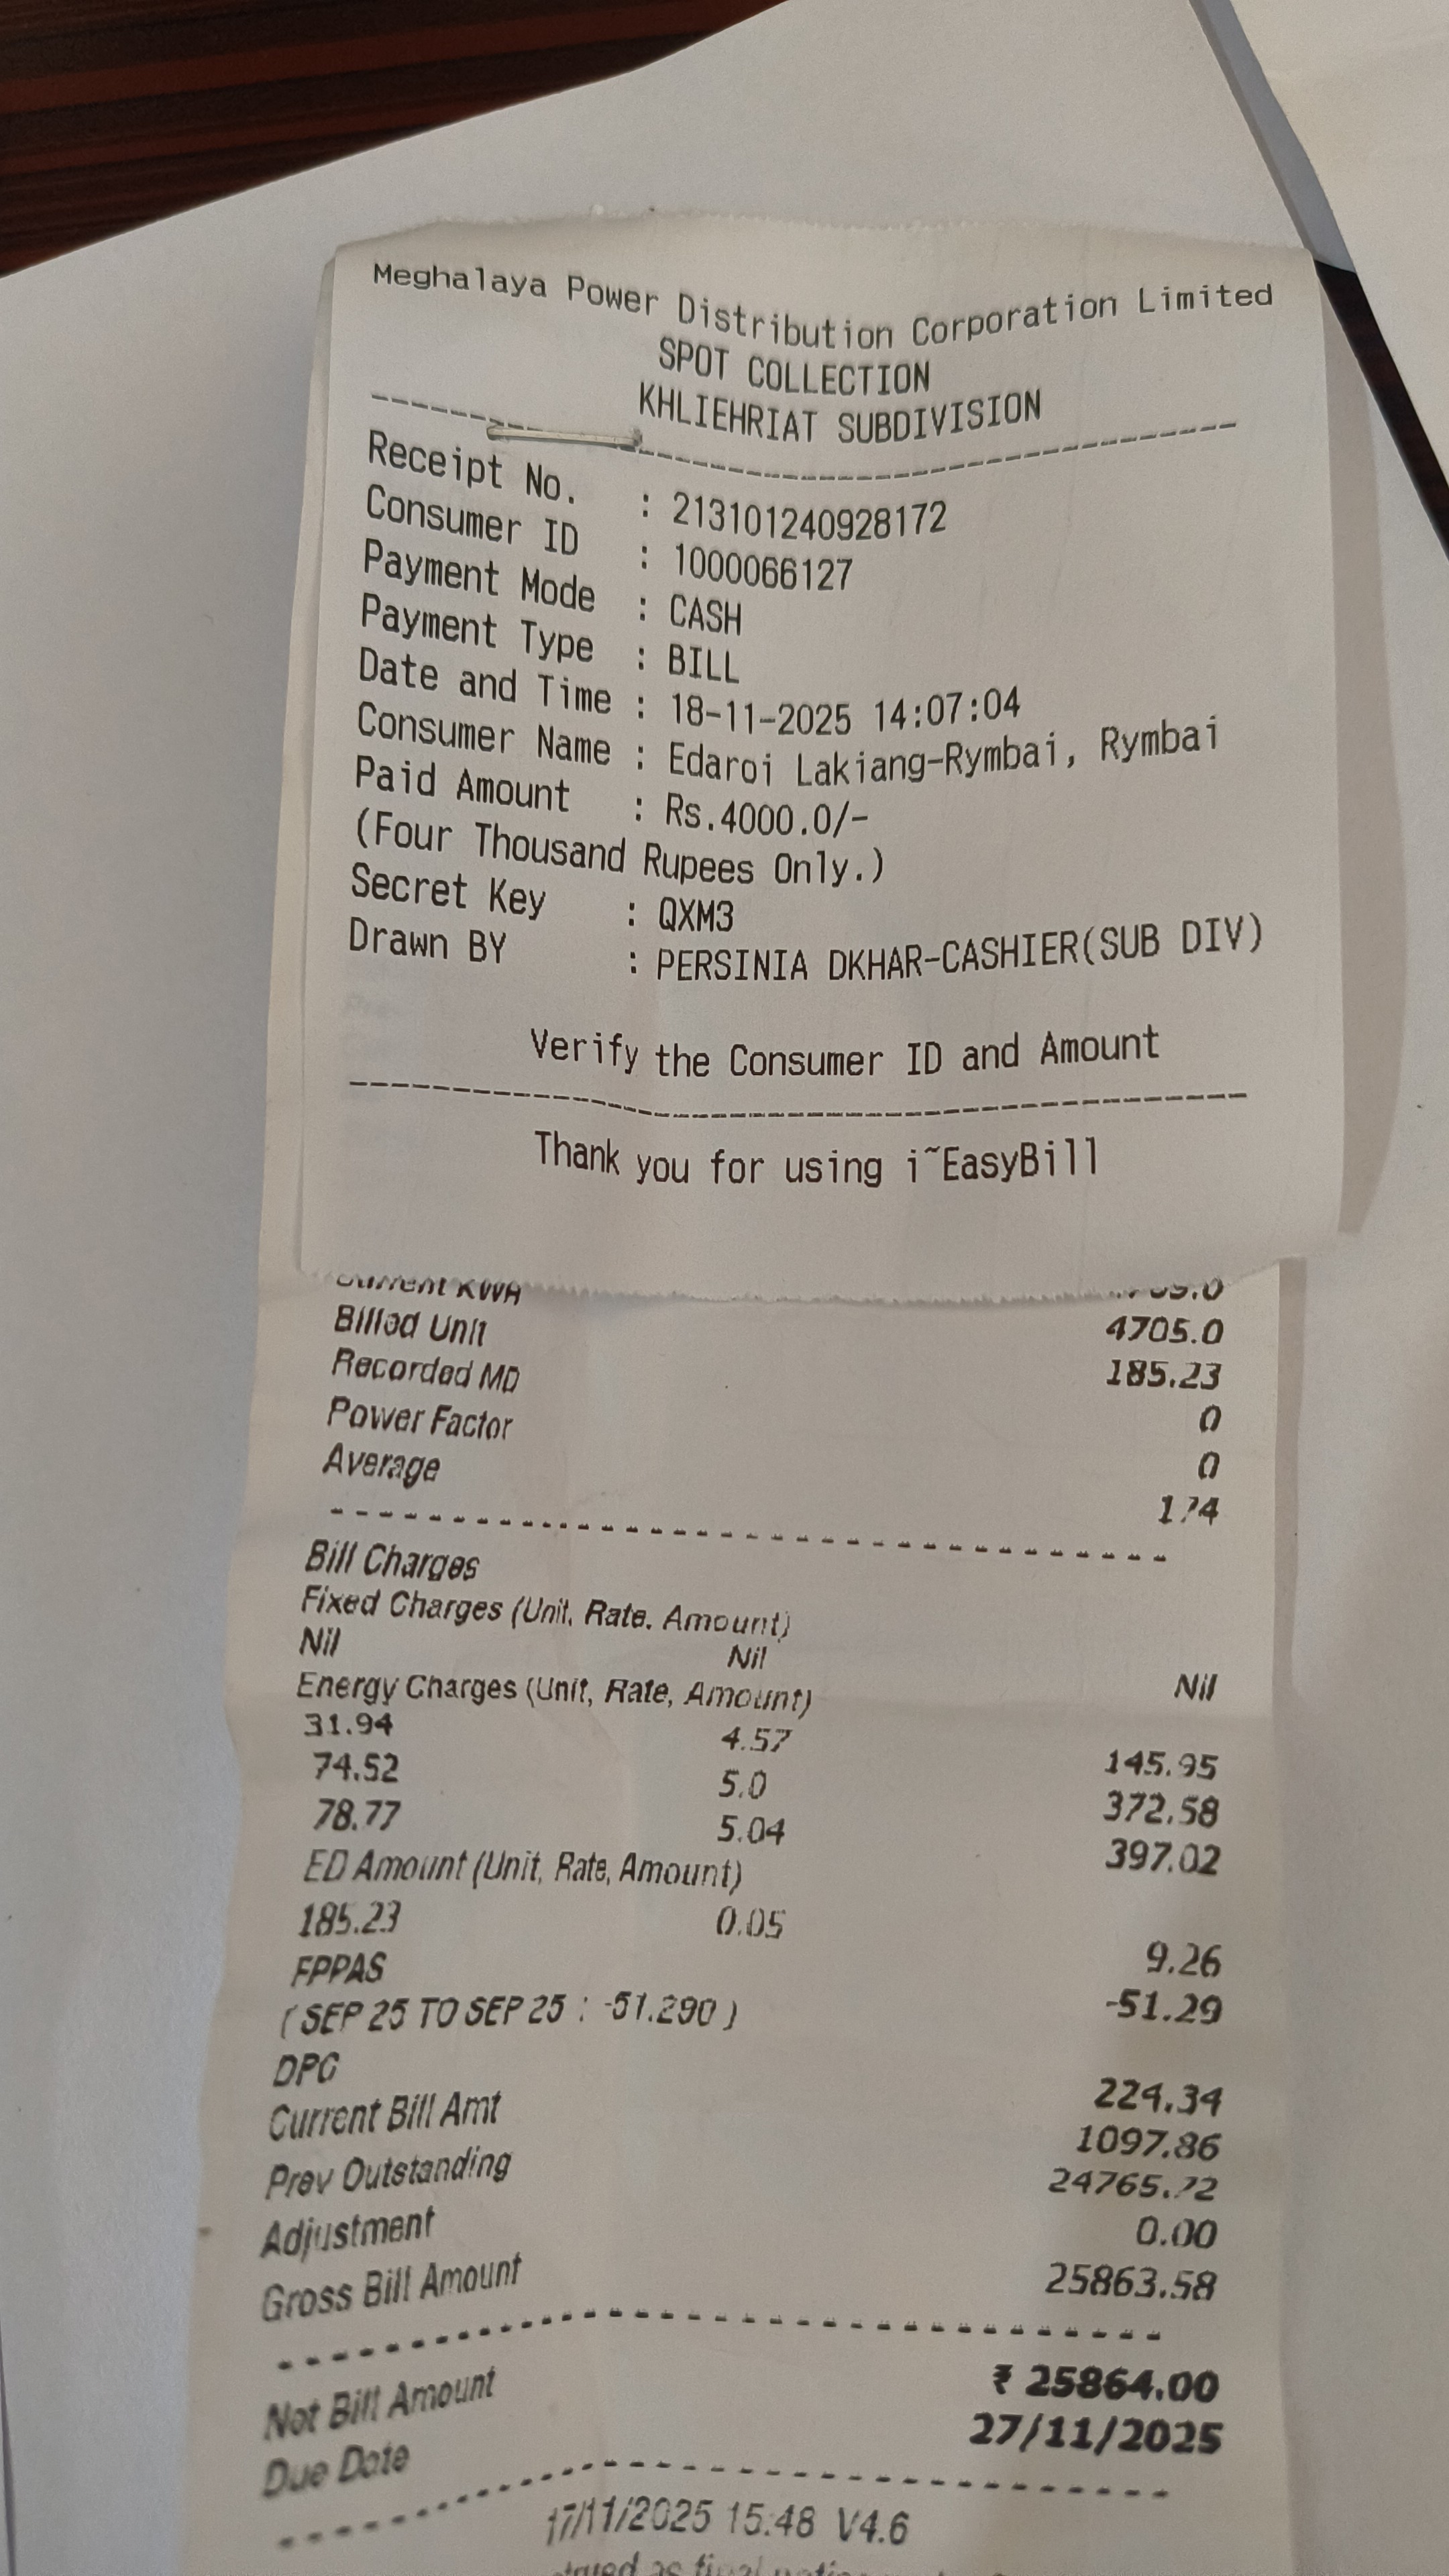 Meghalaya Power Distribution Corporation Limited
SPOT COLLECTION
KHLIEHRIAT SUBDIVISION
Receipt No. : 213101240928172
Consumer ID : 1000066127
Payment Mode : CASH
Payment Type : BILL
Date and Time : 18-11-2025 14:07:04
Consumer Name : Edaroi Lakiang-Rymbai, Rymbai
Paid Amount : Rs.4000.0/-
(Four Thousand Rupees Only.)
Secret Key : QXM3
Drawn BY : PERSINIA DKHAR-CASHIER(SUB DIV)
Verify the Consumer ID and Amount
Thank you for using i~EasyBill
Current KWH
Billed Unit 4705.0
Recorded MD 185.23
Power Factor 0
Average 0
174
Bill Charges
Fixed Charges (Unit, Rate, Amount)
Nil Nil Nil
Energy Charges (Unit, Rate, Amount)
31.94 4.57 145.95
74.52 5.0 372.58
78.77 5.04 397.02
ED Amount (Unit, Rate, Amount)
185.23 0.05 9.26
FPPAS -51.29
( SEP 25 TO SEP 25 : -51.290 )
DPC 224.34
Current Bill Amt 1097.86
Prev Outstanding 24765.72
Adjustment 0.00
Gross Bill Amount 25863.58
Net Bill Amount ₹ 25864.00
Due Date 27/11/2025
17/11/2025 15:48 V4.6
as final